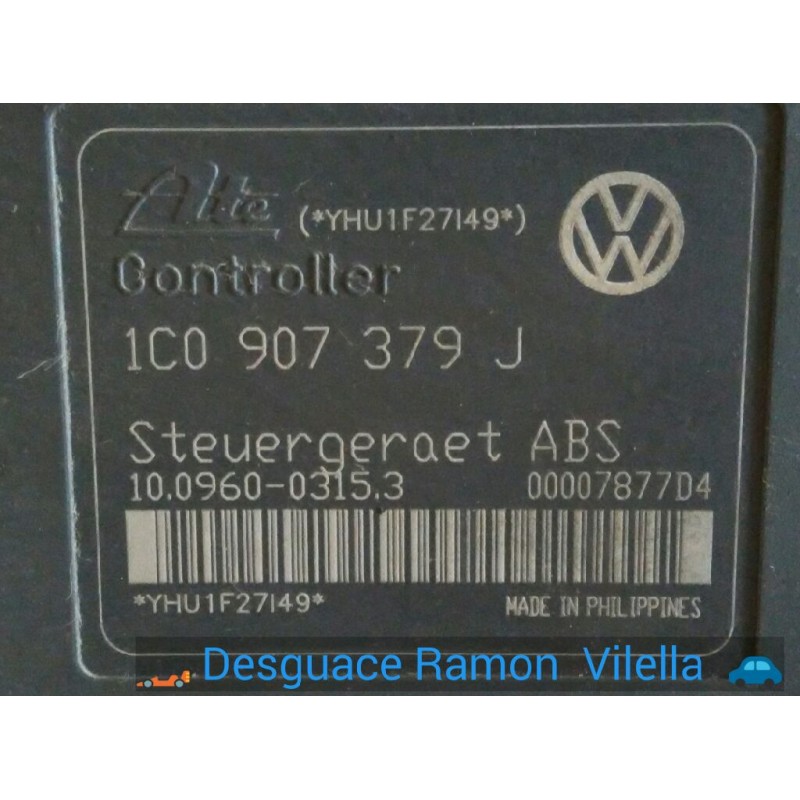 Ate (*YHU1F27I49*)
Controller
1C0 907 379 J
Steuergeraet ABS
10.0960-0315.3 00007877D4
*YHU1F27I49* MADE IN PHILIPPINES
Desguace Ramon Vilella